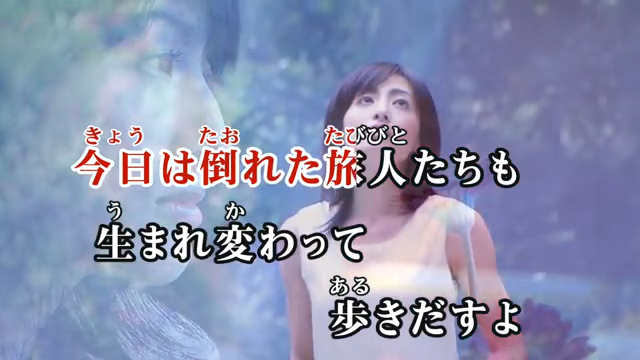 きょう たお たびびと
今日は倒れた旅人たちも
う か
生まれ変わって
ある
歩きだすよ